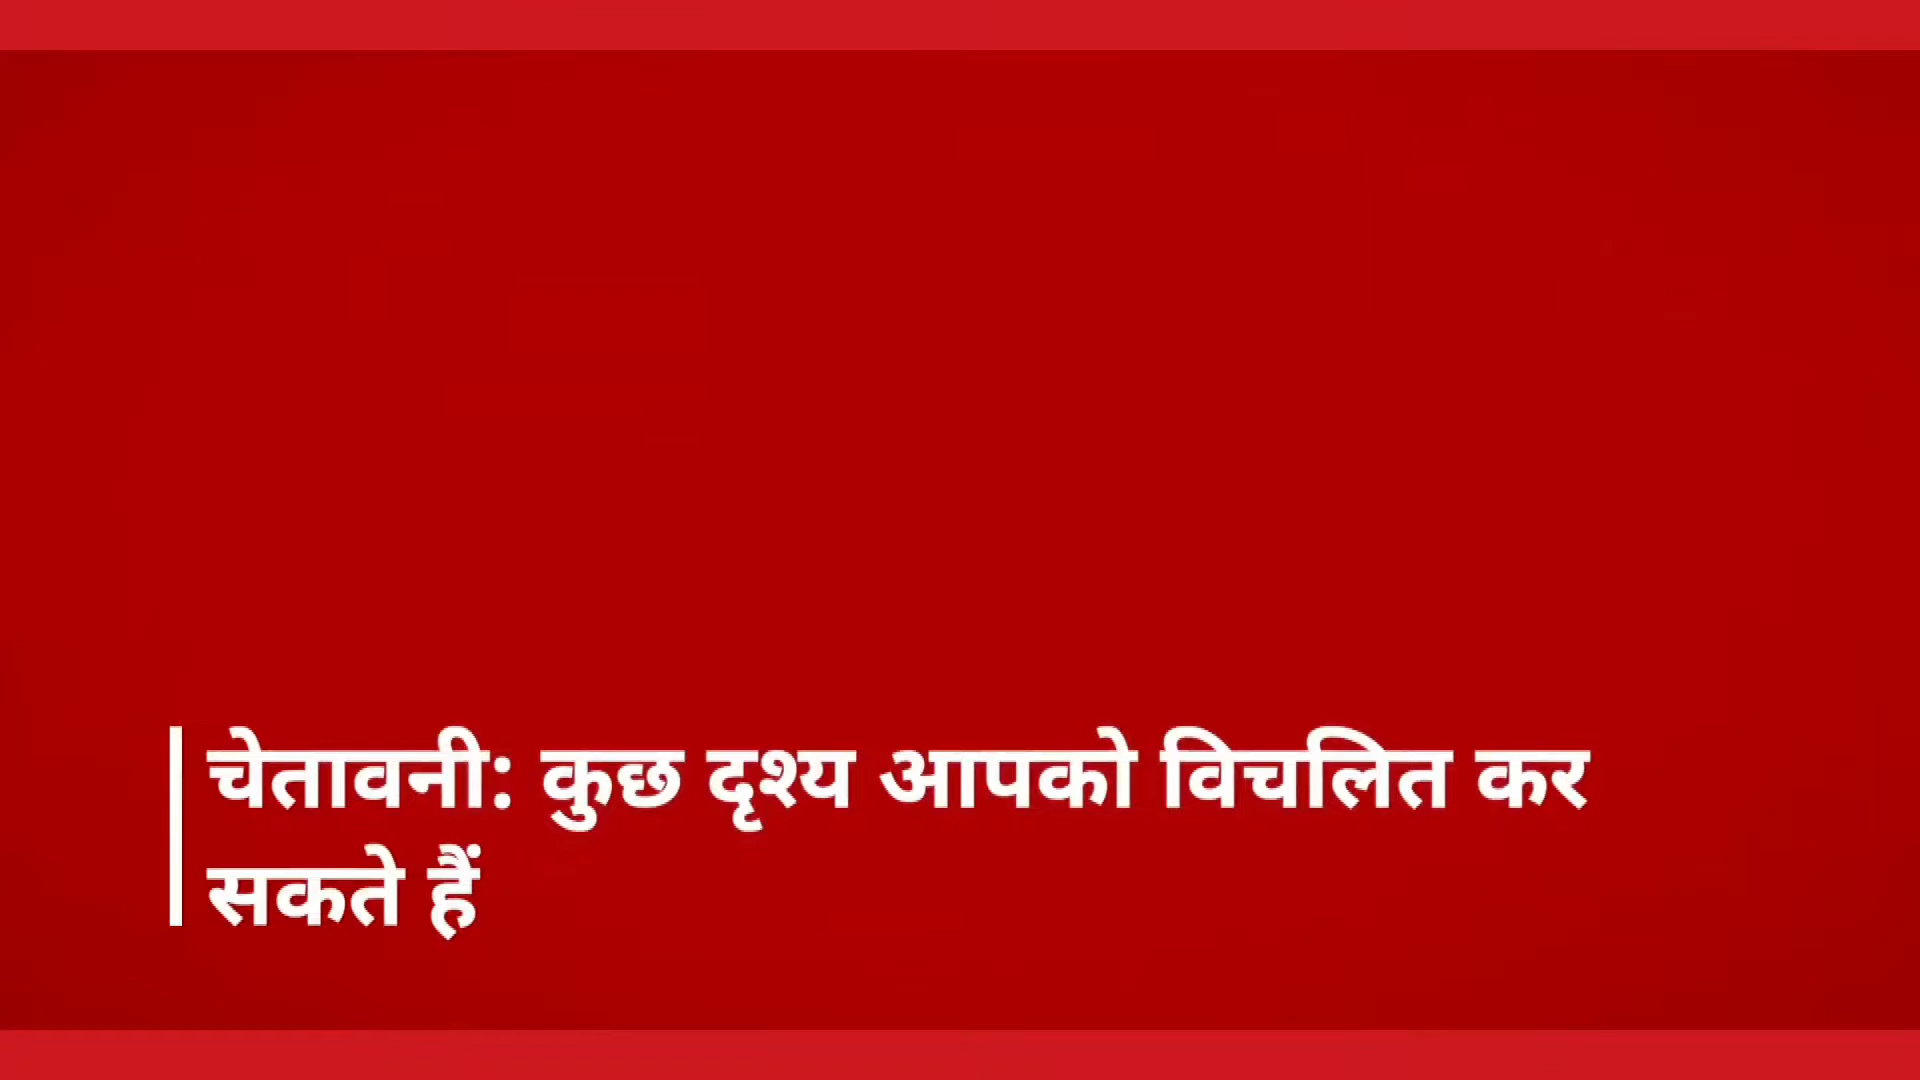 चेतावनी: कुछ दृश्य आपको विचलित कर
सकते हैं